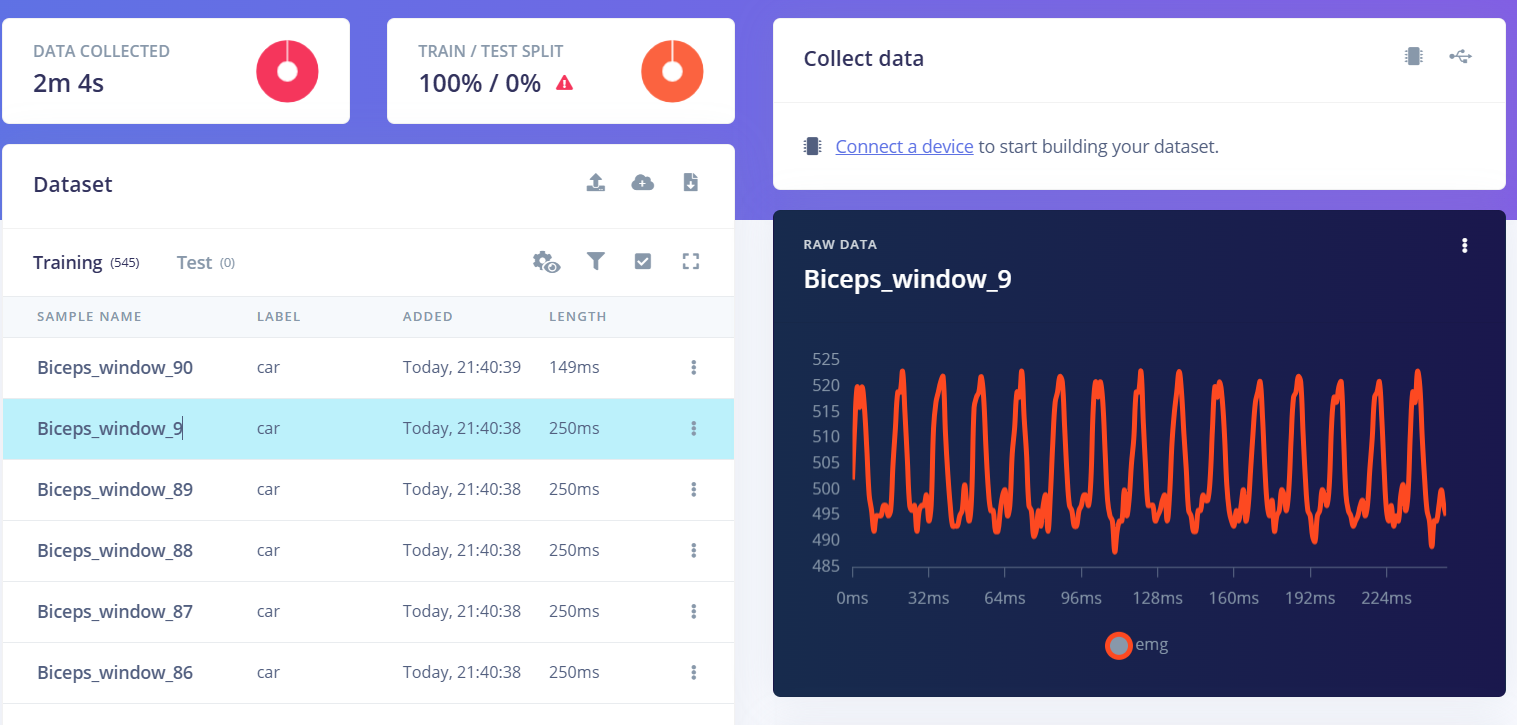 DATA COLLECTED
2m 4s
TRAIN / TEST SPLIT
100% / 0%
Collect data
Connect a device to start building your dataset.
Dataset
Training (545) Test (0)
SAMPLE NAME LABEL ADDED LENGTH
Biceps_window_90 car Today, 21:40:39 149ms
Biceps_window_9 car Today, 21:40:38 250ms
Biceps_window_89 car Today, 21:40:38 250ms
Biceps_window_88 car Today, 21:40:38 250ms
Biceps_window_87 car Today, 21:40:38 250ms
Biceps_window_86 car Today, 21:40:38 250ms
RAW DATA
Biceps_window_9
525
520
515
510
505
500
495
490
485
0ms 32ms 64ms 96ms 128ms 160ms 192ms 224ms
emg